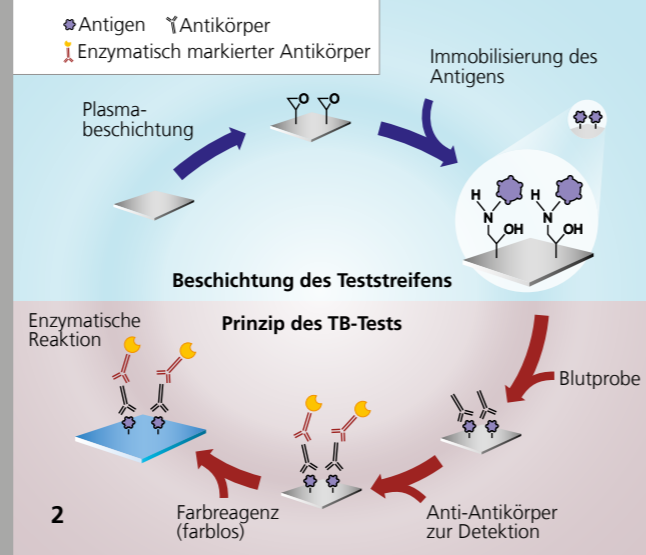 Antigen Antikörper
Enzymatisch markierter Antikörper
Immobilisierung des
Antigens
Plasma-
beschichtung
O O
H H
N N
OH OH
Beschichtung des Teststreifens
Prinzip des TB-Tests
Enzymatische
Reaktion
Blutprobe
Farbreagenz
(farblos)
Anti-Antikörper
zur Detektion
2